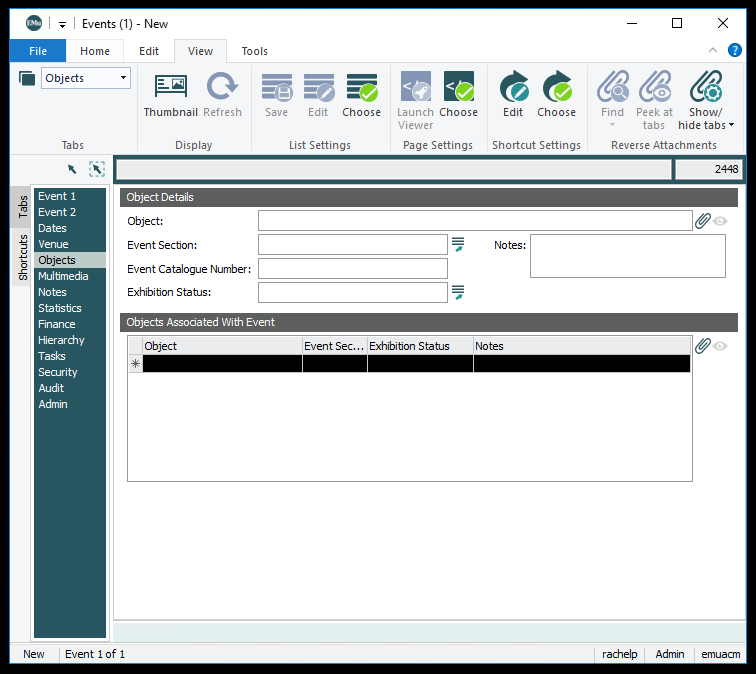 EMu Events (1) - New
File Home Edit View Tools ?
Objects
Thumbnail Refresh Save Edit Choose Launch Viewer Choose Edit Choose Find Peek at tabs Show/ hide tabs
Tabs Display List Settings Page Settings Shortcut Settings Reverse Attachments
2448
Tabs
Shortcuts
Event 1
Event 2
Dates
Venue
Objects
Multimedia
Notes
Statistics
Finance
Hierarchy
Tasks
Security
Audit
Admin
Object Details
Object:
Event Section: Notes:
Event Catalogue Number:
Exhibition Status:
Objects Associated With Event
Object Event Sec... Exhibition Status Notes
New Event 1 of 1 rachelp Admin emuacm